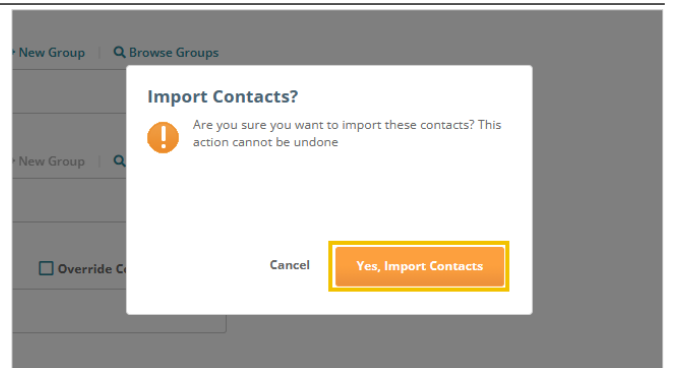 New Group Browse Groups
Import Contacts?
Are you sure you want to import these contacts? This
action cannot be undone
New Group
Override
Cancel Yes, Import Contacts